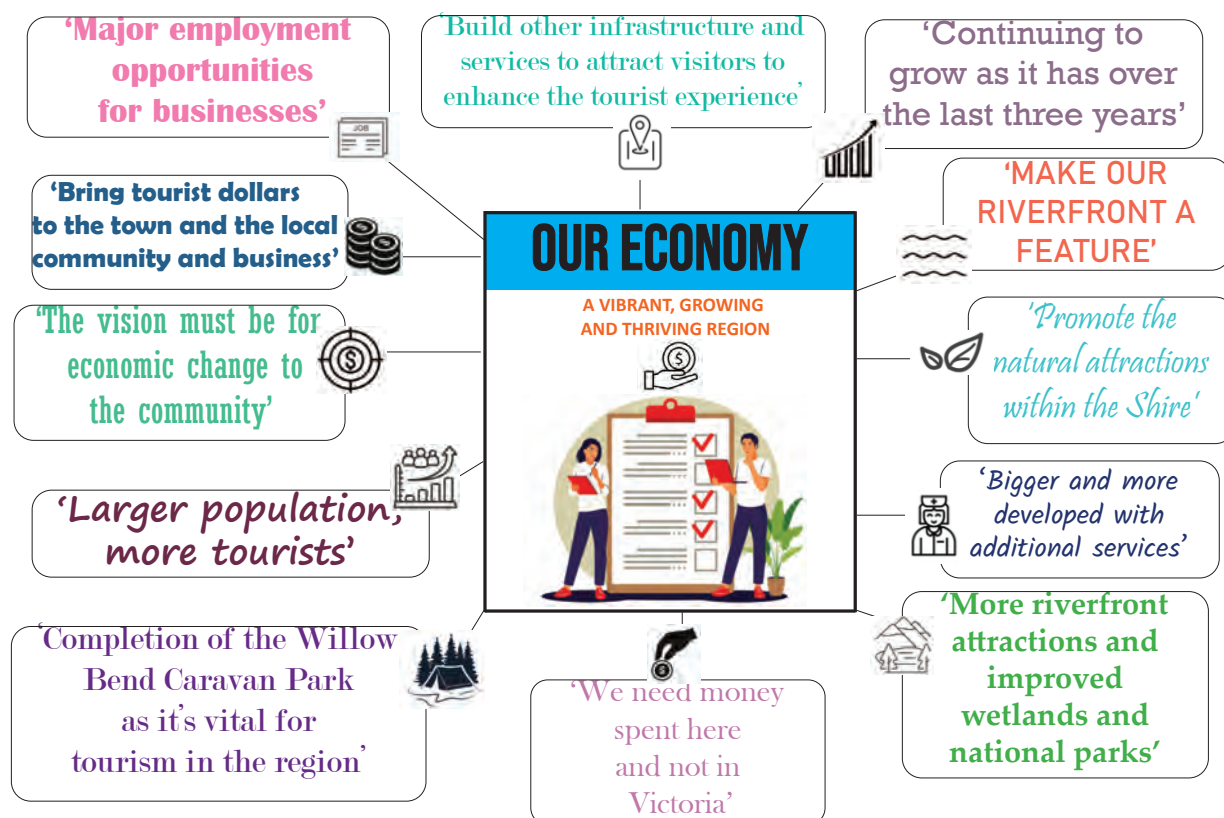 ‘Major employment
opportunities
for businesses’
‘Build other infrastructure and
services to attract visitors to
enhance the tourist experience’
‘Continuing to
grow as it has over
the last three years’
JOB
‘Bring tourist dollars
to the town and the local
community and business’
OUR ECONOMY
A VIBRANT, GROWING
AND THRIVING REGION
‘MAKE OUR
RIVERFRONT A
FEATURE’
‘The vision must be for
economic change to
the community’
‘Promote the
natural attractions
within the Shire‘
‘Larger population,
more tourists’
‘Bigger and more
developed with
additional services’
‘Completion of the Willow
Bend Caravan Park
as it’s vital for
tourism in the region’
‘We need money
spent here
and not in
Victoria’
‘More riverfront
attractions and
improved
wetlands and
national parks’